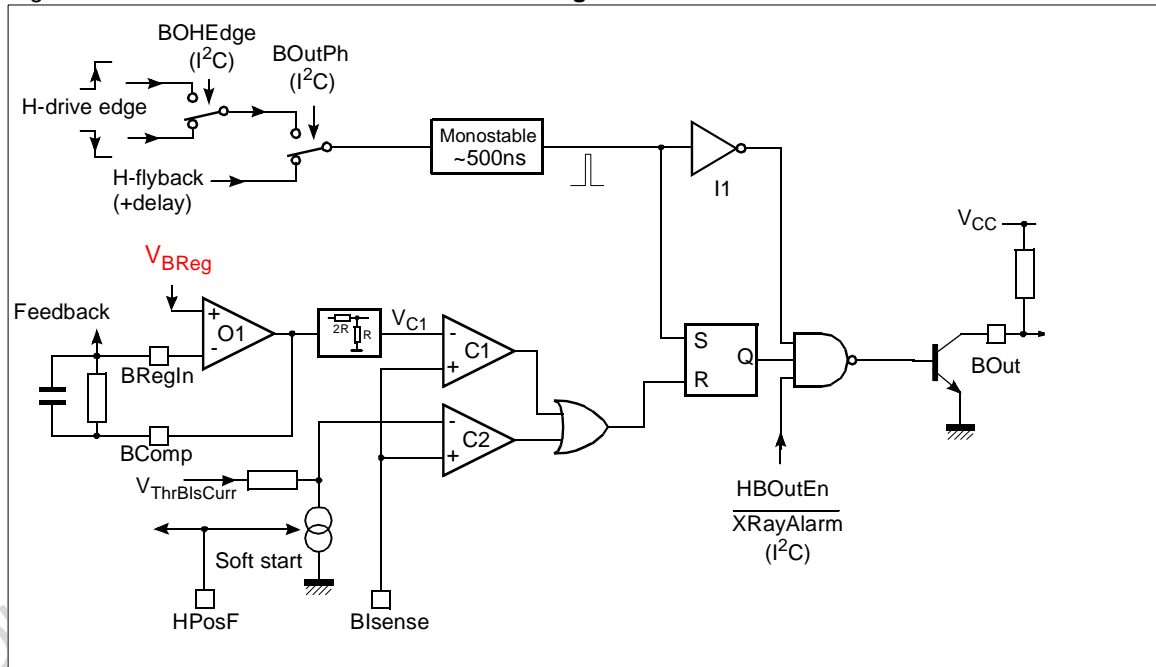 BOHEdge
(I²C)
BOutPh
(I²C)
H-drive edge
H-flyback
(+delay)
Monostable
~500ns
I1
VCC
VBReg
Feedback
+
O1
-
BRegIn
BComp
2R
R
VC1
-
C1
+
-
C2
+
S
Q
R
BOut
VThrBIsCurr
Soft start
HPosF
BIsense
HBOutEn
XRayAlarm
(I²C)